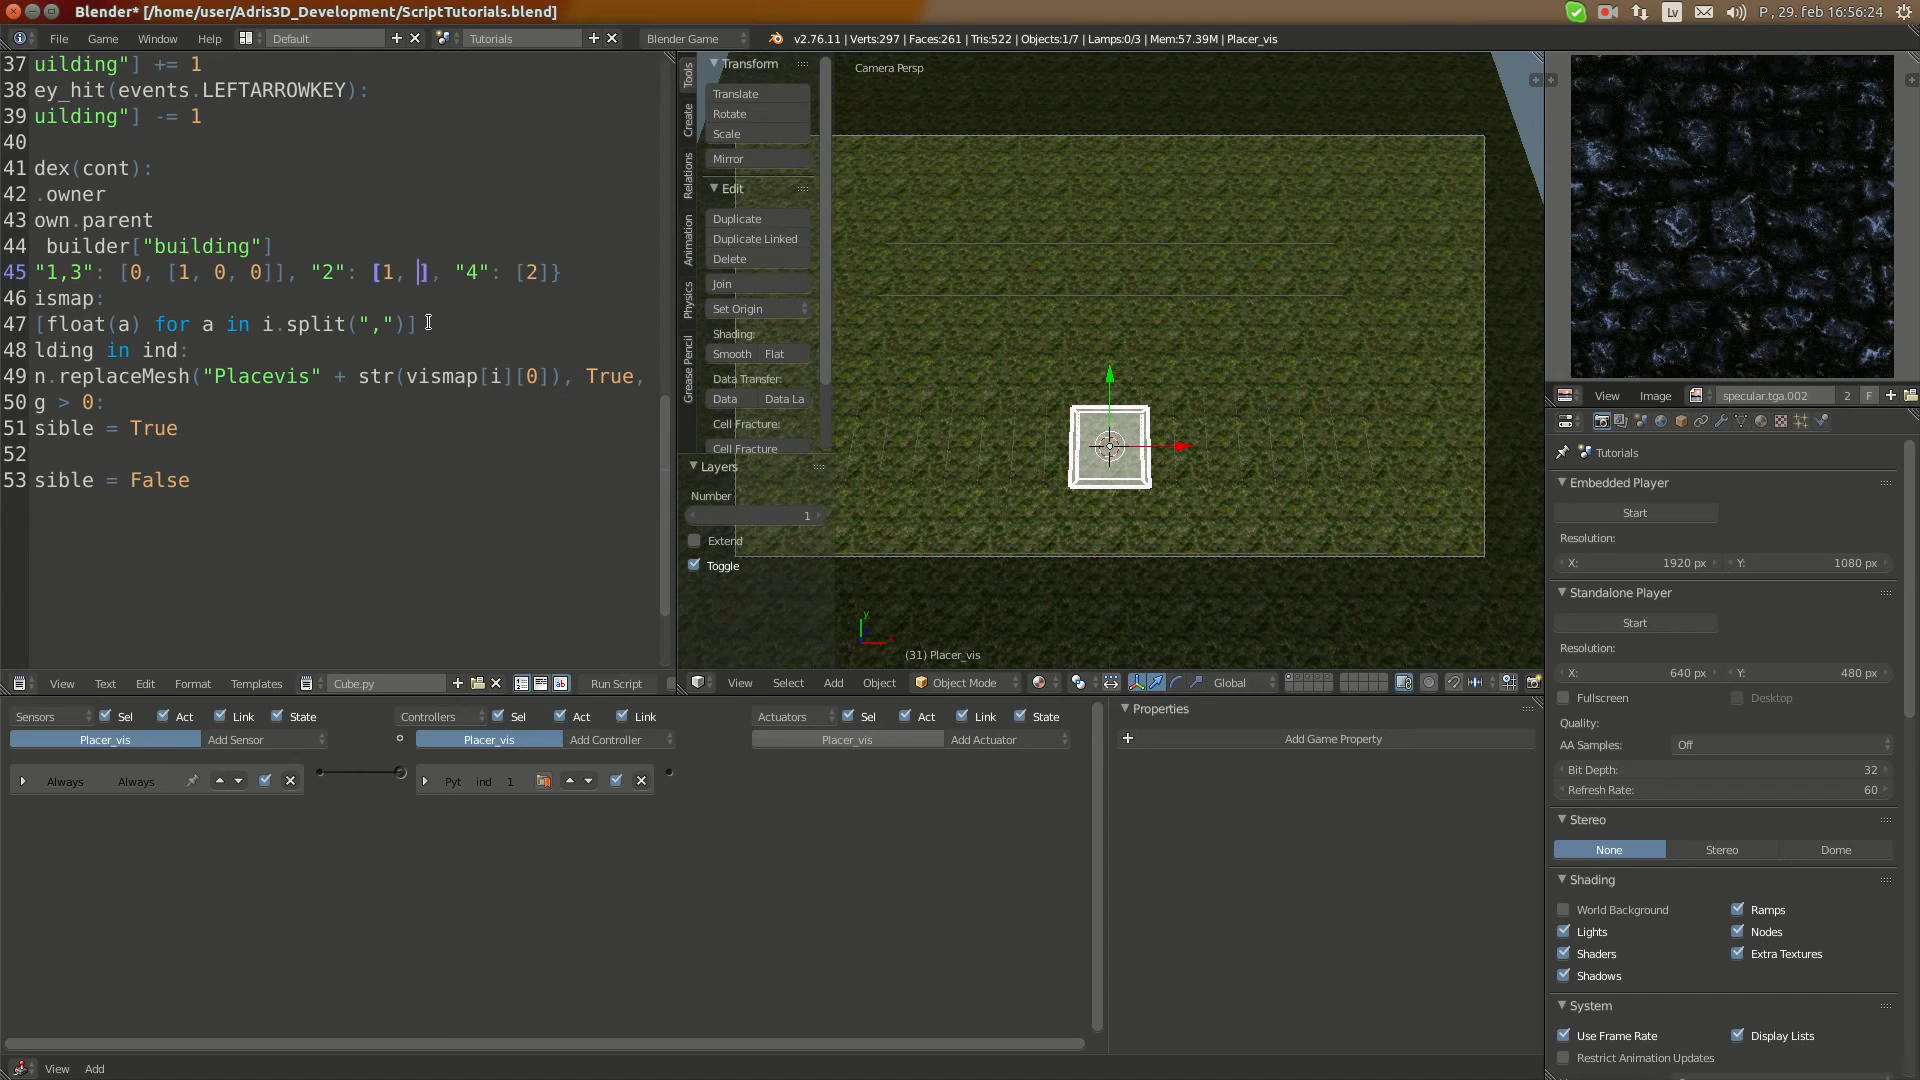 Blender* [/home/user/Adris3D_Development/ScriptTutorials.blend]
Lv
P , 29. feb 16:56:24
File Game Window Help Default Tutorials Blender Game v2.76.11 | Verts:297 | Faces:261 | Tris:522 | Objects:1/7 | Lamps:0/3 | Mem:57.39M | Placer_vis
37 uilding"] += 1
38 ey_hit(events.LEFTARROWKEY):
39 uilding"] -= 1
40
41 dex(cont):
42 .owner
43 own.parent
44 builder["building"]
45 "1,3": [0, [1, 0, 0]], "2": [1, ], "4": [2]}
46 ismap:
47 [float(a) for a in i.split(",")]
48 lding in ind:
49 n.replaceMesh("Placevis" + str(vismap[i][0]), True,
50 g > 0:
51 sible = True
52
53 sible = False
View Text Edit Format Templates Cube.py Run Script
Tools
Create
Relations
Animation
Physics
Grease Pencil
Transform
Translate
Rotate
Scale
Mirror
Edit
Duplicate
Duplicate Linked
Delete
Join
Set Origin
Shading:
Smooth Flat
Data Transfer:
Data Data La
Cell Fracture:
Cell Fracture
Layers
Number
1
Extend
Toggle
Camera Persp
y
(31) Placer_vis
View Select Add Object Object Mode Global
View Image specular.tga.002 2 F
Tutorials
Embedded Player
Start
Resolution:
X: 1920 px Y: 1080 px
Standalone Player
Start
Resolution:
X: 640 px Y: 480 px
Fullscreen Desktop
Quality:
AA Samples: Off
Bit Depth: 32
Refresh Rate: 60
Stereo
None Stereo Dome
Shading
World Background Ramps
Lights Nodes
Shaders Extra Textures
Shadows
System
Use Frame Rate Display Lists
Restrict Animation Updates
Sensors Sel Act Link State Controllers Sel Act Link Actuators Sel Act Link State
Placer_vis Add Sensor Placer_vis Add Controller Placer_vis Add Actuator
Always Always Pyt ind 1
Properties
Add Game Property
View Add